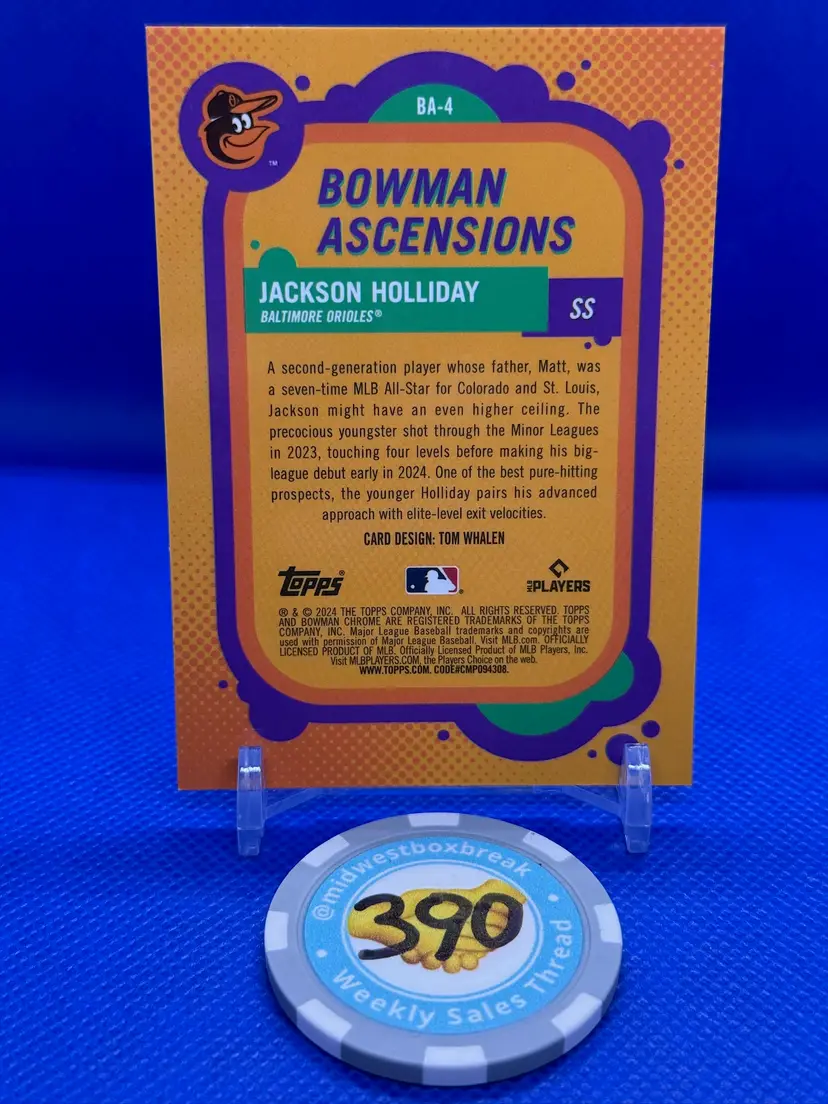 BA-4
TM
BOWMAN
ASCENSIONS
JACKSON HOLLIDAY
BALTIMORE ORIOLES®
SS
A second-generation player whose father, Matt, was
a seven-time MLB All-Star for Colorado and St. Louis,
Jackson might have an even higher ceiling. The
precocious youngster shot through the Minor Leagues
in 2023, touching four levels before making his big-
league debut early in 2024. One of the best pure-hitting
prospects, the younger Holliday pairs his advanced
approach with elite-level exit velocities.
CARD DESIGN: TOM WHALEN
TOPPS®
MLB PLAYERS
® & © 2024 THE TOPPS COMPANY, INC. ALL RIGHTS RESERVED. TOPPS
AND BOWMAN CHROME ARE REGISTERED TRADEMARKS OF THE TOPPS
COMPANY, INC. Major League Baseball trademarks and copyrights are
used with permission of Major League Baseball. Visit MLB.com. OFFICIALLY
LICENSED PRODUCT OF MLB. Officially Licensed Product of MLB Players, Inc.
Visit MLBPLAYERS.COM, the Players Choice on the web.
WWW.TOPPS.COM. CODE#CMP094308.
@midwestboxbreak
390
Weekly Sales Thread